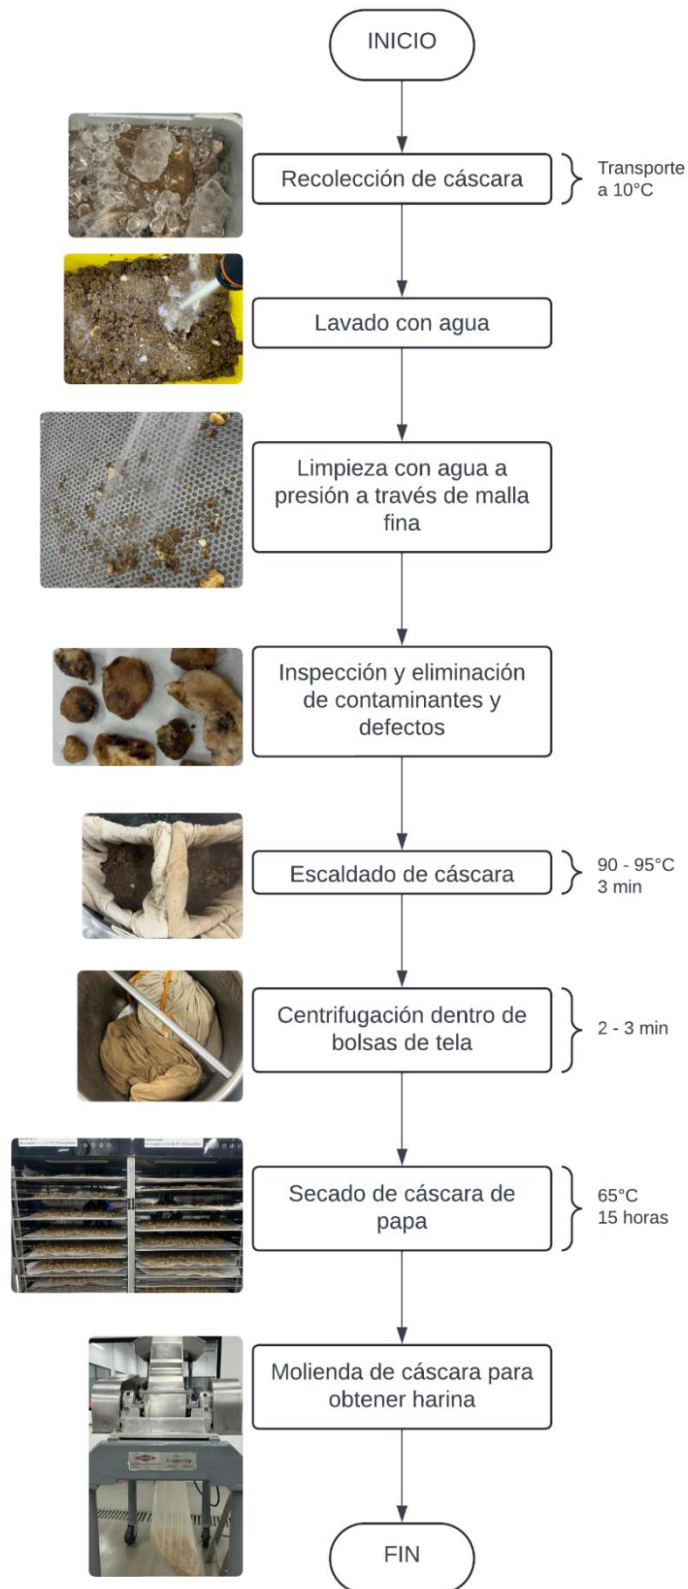 INICIO
Recolección de cáscara
Transporte
a 10°C
Lavado con agua
Limpieza con agua a
presión a través de malla
fina
Inspección y eliminación
de contaminantes y
defectos
Escaldado de cáscara
90 - 95°C
3 min
Centrifugación dentro de
bolsas de tela
2 - 3 min
Secado de cáscara de
papa
65°C
15 horas
Molienda de cáscara para
obtener harina
FIN